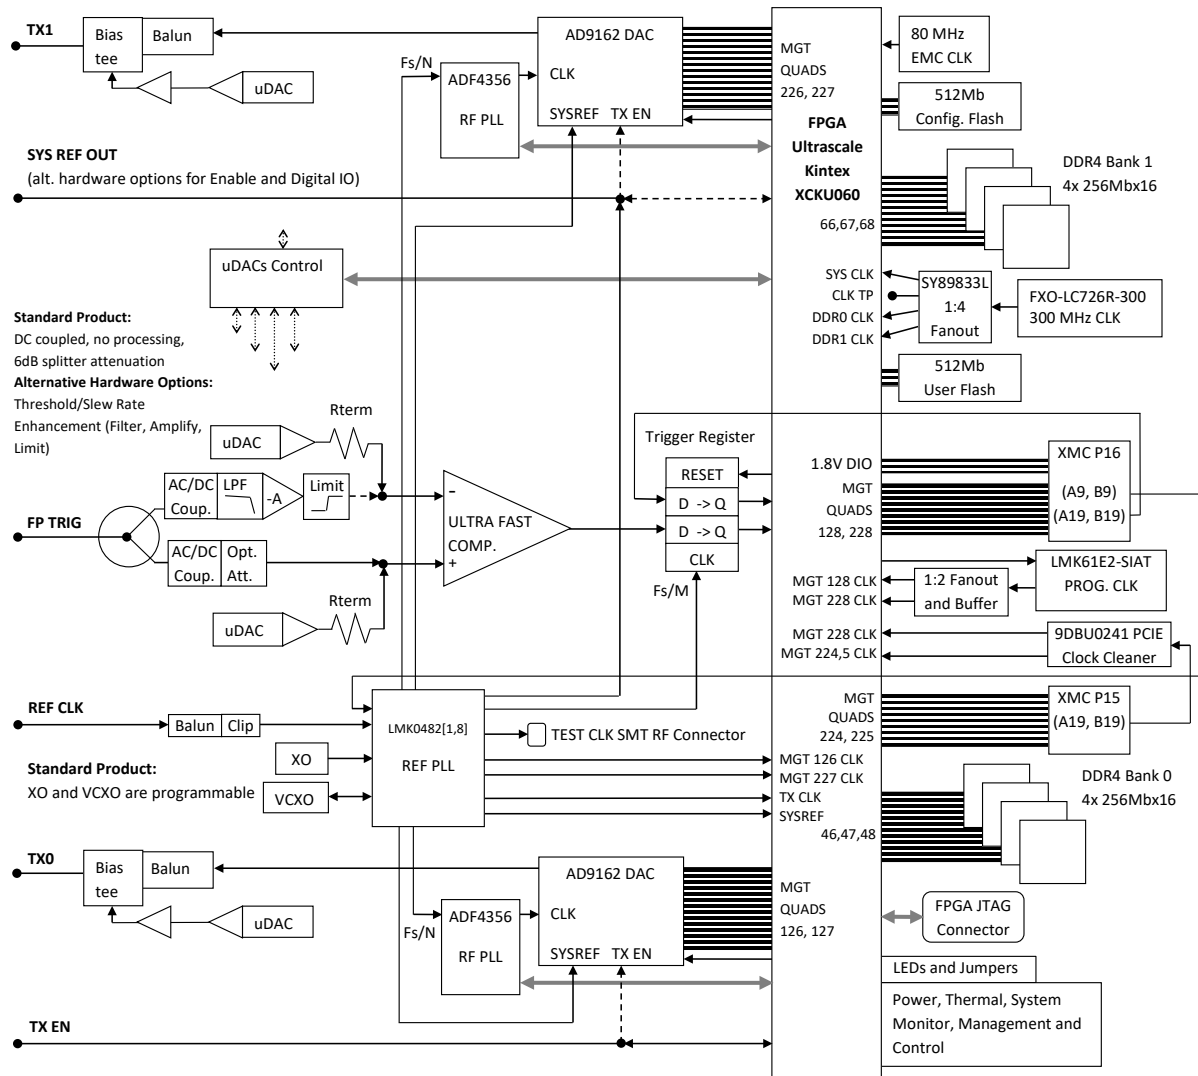 TX1
Bias
tee
Balun
uDAC
Fs/N
ADF4356
RF PLL
AD9162 DAC
CLK
SYSREF TX EN
MGT
QUADS
226, 227
FPGA
Ultrascale
Kintex
XCKU060
80 MHz
EMC CLK
512Mb
Config. Flash
DDR4 Bank 1
4x 256Mbx16
66,67,68
SYS REF OUT
(alt. hardware options for Enable and Digital IO)
uDACs Control
SYS CLK
CLK TP
DDR0 CLK
DDR1 CLK
SY89833L
1:4
Fanout
FXO-LC726R-300
300 MHz CLK
512Mb
User Flash
Standard Product:
DC coupled, no processing,
6dB splitter attenuation
Alternative Hardware Options:
Threshold/Slew Rate
Enhancement (Filter, Amplify,
Limit)
Rterm
uDAC
AC/DC
Coup.
LPF
-A
Limit
FP TRIG
AC/DC
Coup.
Opt.
Att.
Rterm
uDAC
–
ULTRA FAST
COMP.
+
Trigger Register
RESET
D -> Q
D -> Q
CLK
Fs/M
1.8V DIO
MGT
QUADS
128, 228
XMC P16
(A9, B9)
(A19, B19)
MGT 128 CLK
MGT 228 CLK
1:2 Fanout
and Buffer
LMK61E2-SIAT
PROG. CLK
MGT 228 CLK
MGT 224,5 CLK
9DBU0241 PCIE
Clock Cleaner
MGT
QUADS
224, 225
XMC P15
(A19, B19)
REF CLK
Balun
Clip
LMK0482[1,8]
REF PLL
XO
VCXO
TEST CLK SMT RF Connector
Standard Product:
XO and VCXO are programmable
MGT 126 CLK
MGT 227 CLK
TX CLK
SYSREF
DDR4 Bank 0
4x 256Mbx16
46,47,48
TX0
Bias
tee
Balun
uDAC
Fs/N
ADF4356
RF PLL
AD9162 DAC
CLK
SYSREF TX EN
MGT
QUADS
126, 127
FPGA JTAG
Connector
LEDs and Jumpers
Power, Thermal, System
Monitor, Management and
Control
TX EN